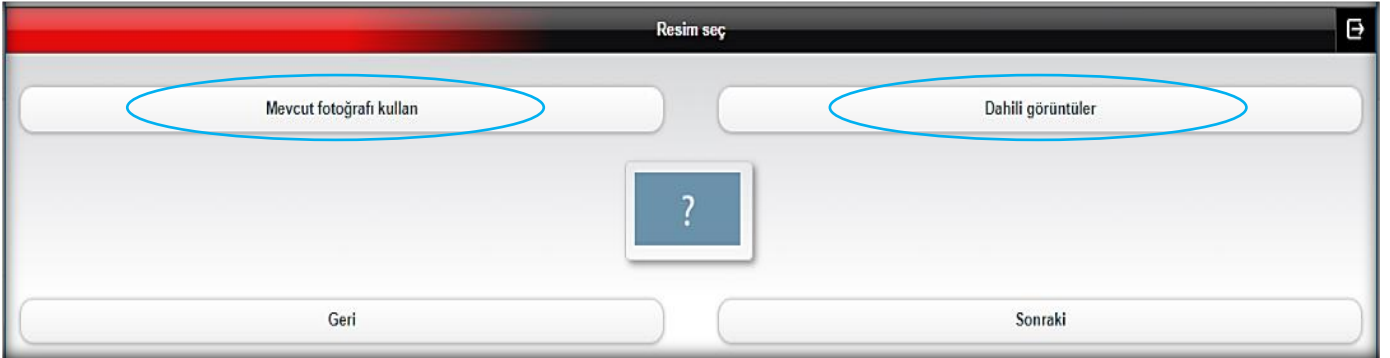 Resim seç
Mevcut fotoğrafı kullan
Dahili görüntüler
?
Geri
Sonraki